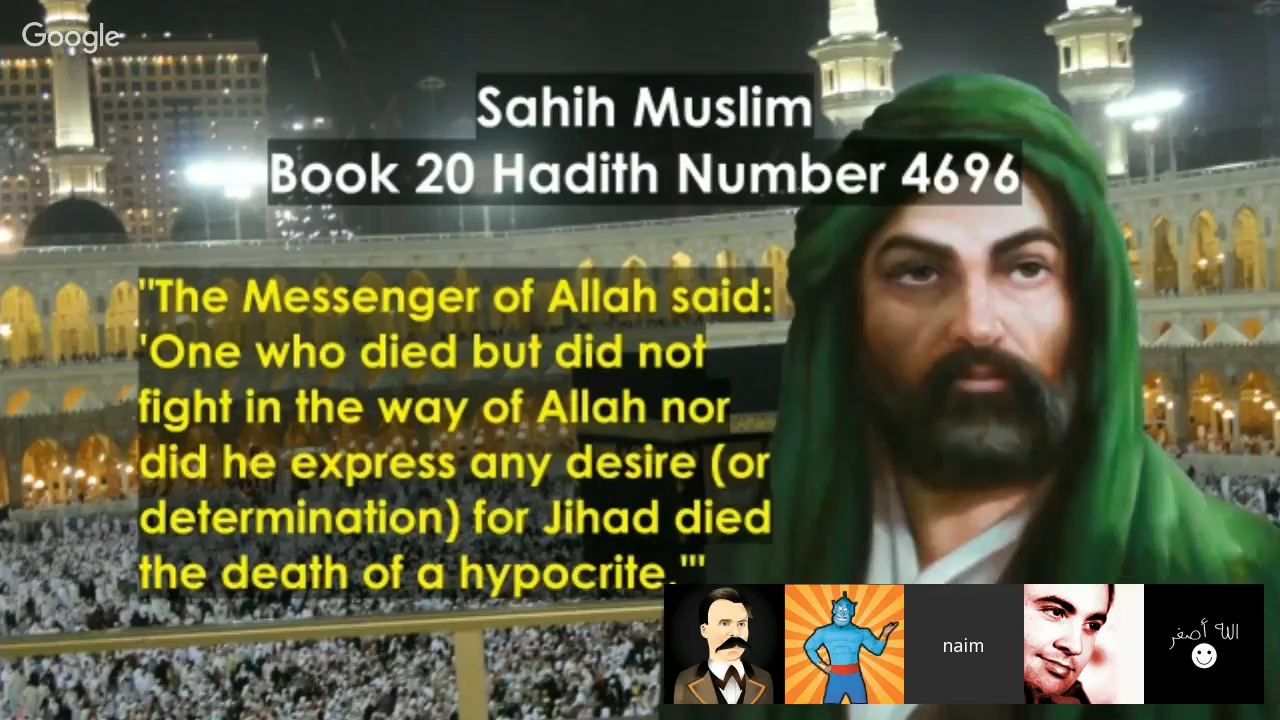 Google
Sahih Muslim
Book 20 Hadith Number 4696
"The Messenger of Allah said:
'One who died but did not
fight in the way of Allah nor
did he express any desire (or
determination) for Jihad died
the death of a hypocrite.'"
naim
الله أصغر